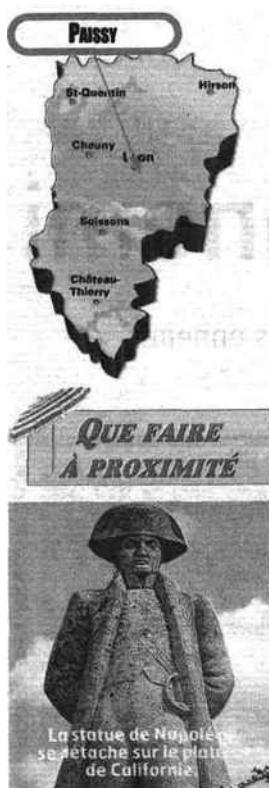 PAISSY
Hirson
St-Quentin
Chauny
Laon
Soissons
Château-
Thierry
QUE FAIRE
À PROXIMITÉ
La statue de Napoléon
se détache sur le plateau
de Californie.